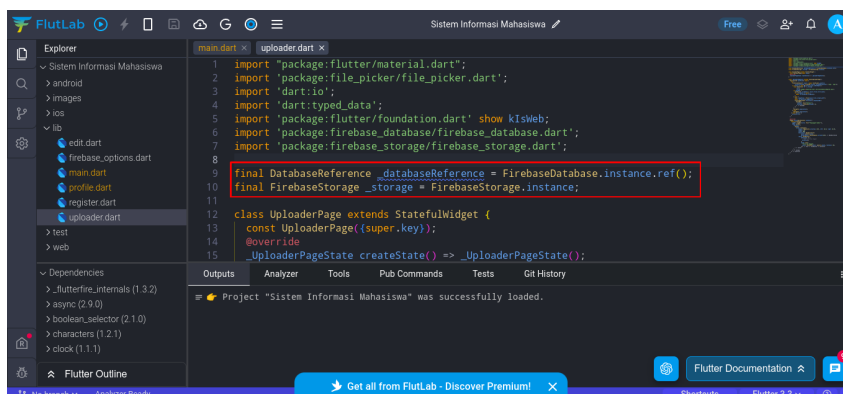 FlutLab
Sistem Informasi Mahasiswa
Free
A
Explorer
main.dart ×
uploader.dart ×
Sistem Informasi Mahasiswa
android
images
ios
lib
edit.dart
firebase_options.dart
main.dart
profile.dart
register.dart
uploader.dart
test
web
1 import "package:flutter/material.dart";
2 import 'package:file_picker/file_picker.dart';
3 import 'dart:io';
4 import 'dart:typed_data';
5 import 'package:flutter/foundation.dart' show kIsWeb;
6 import 'package:firebase_database/firebase_database.dart';
7 import 'package:firebase_storage/firebase_storage.dart';
8
9 final DatabaseReference _databaseReference = FirebaseDatabase.instance.ref();
10 final FirebaseStorage _storage = FirebaseStorage.instance;
11
12 class UploaderPage extends StatefulWidget {
13 const UploaderPage({super.key});
14 @override
15 _UploaderPageState createState() => _UploaderPageState();
Dependencies
_flutterfire_internals (1.3.2)
async (2.9.0)
boolean_selector (2.1.0)
characters (1.2.1)
clock (1.1.1)
Flutter Outline
Outputs Analyzer Tools Pub Commands Tests Git History
Project "Sistem Informasi Mahasiswa" was successfully loaded.
Flutter Documentation
Get all from FlutLab - Discover Premium! ×